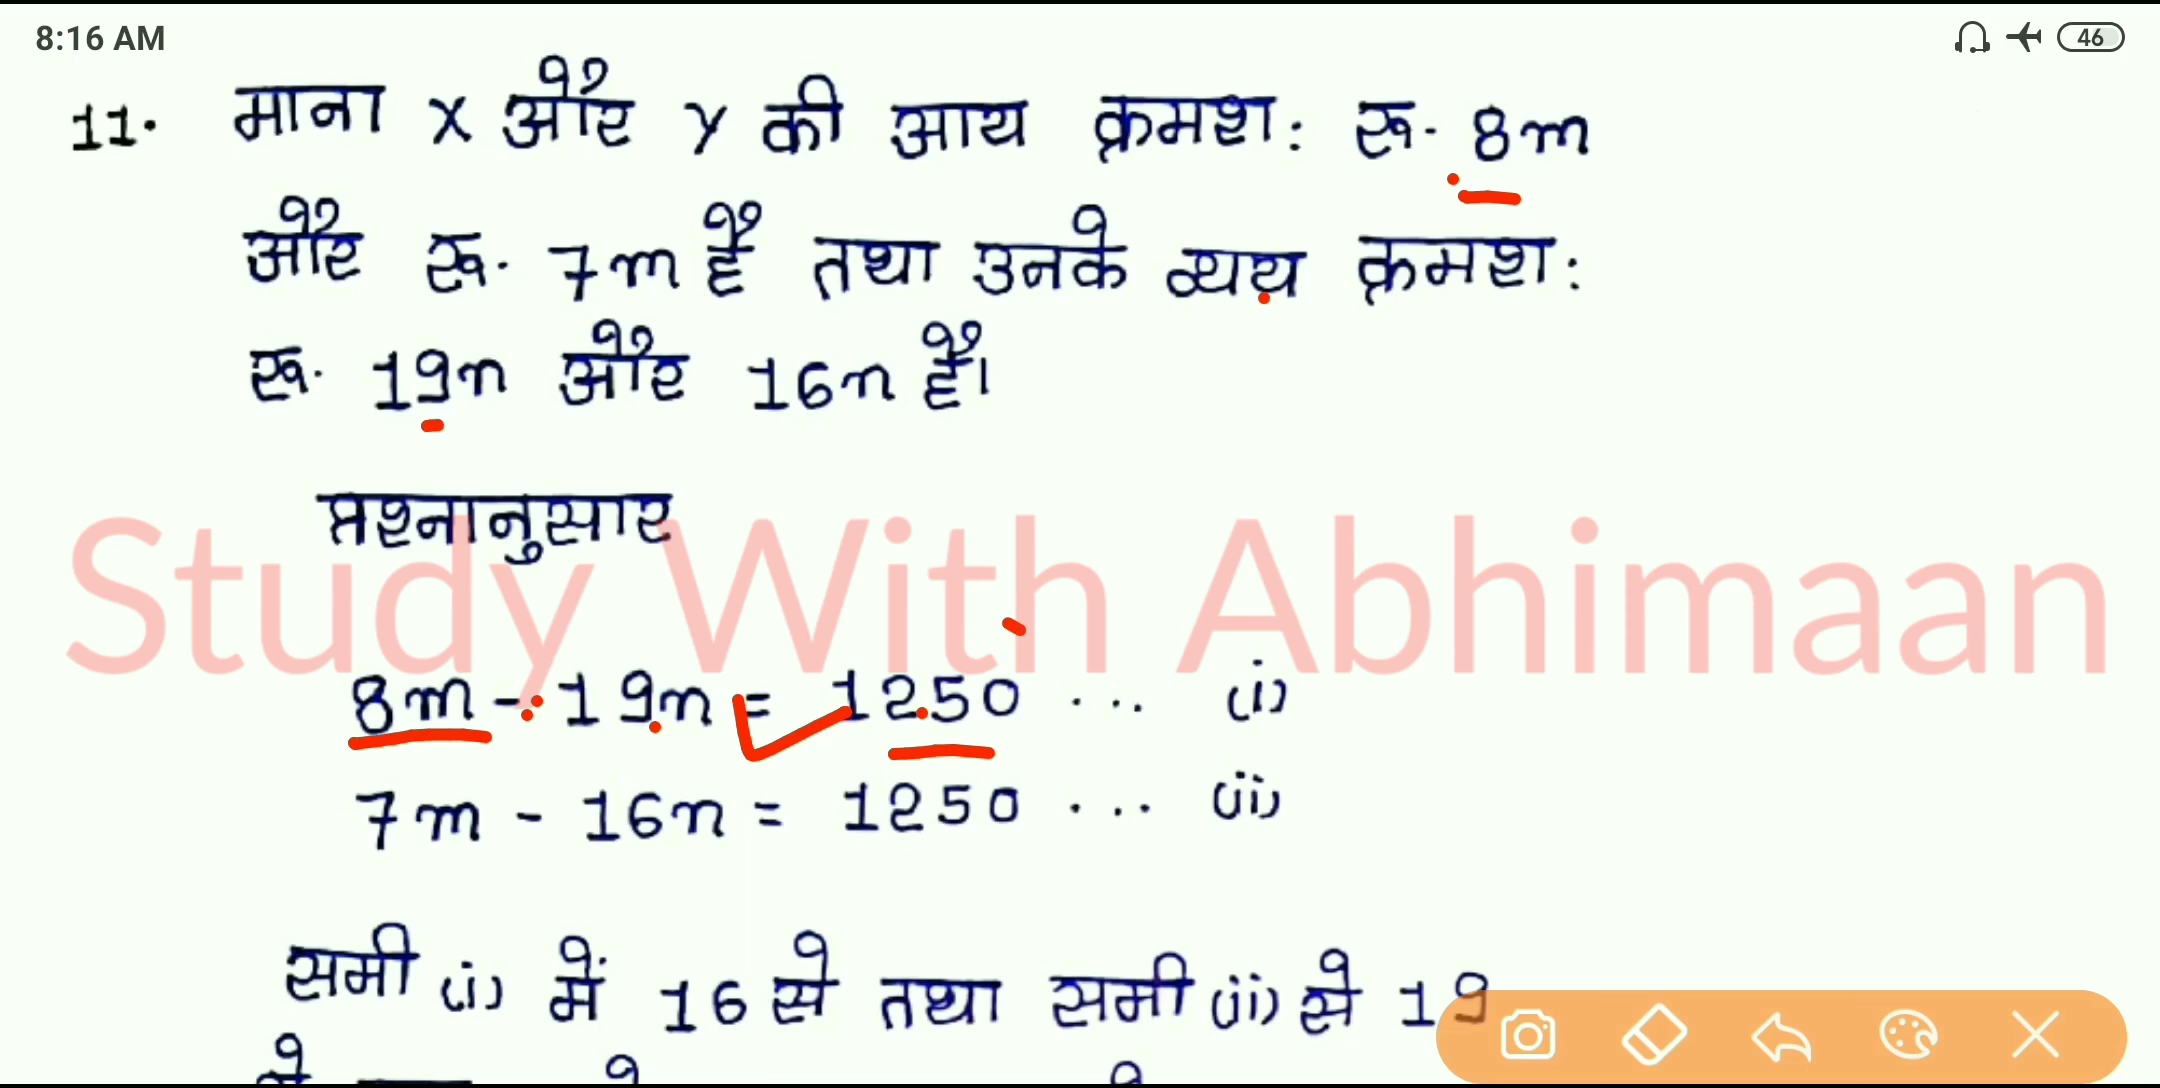 8:16 AM 46
11. माना x और y की आय क्रमश: रू. 8m
और रू. 7m हैं तथा उनके व्यय क्रमश:
रू. 19n और 16n हैं।
प्रश्नानुसार
Study With Abhimaan
8m - 19n = 1250 ... (i)
7m - 16n = 1250 ... (ii)
समी (i) में 16 से तथा समी (ii) से 19